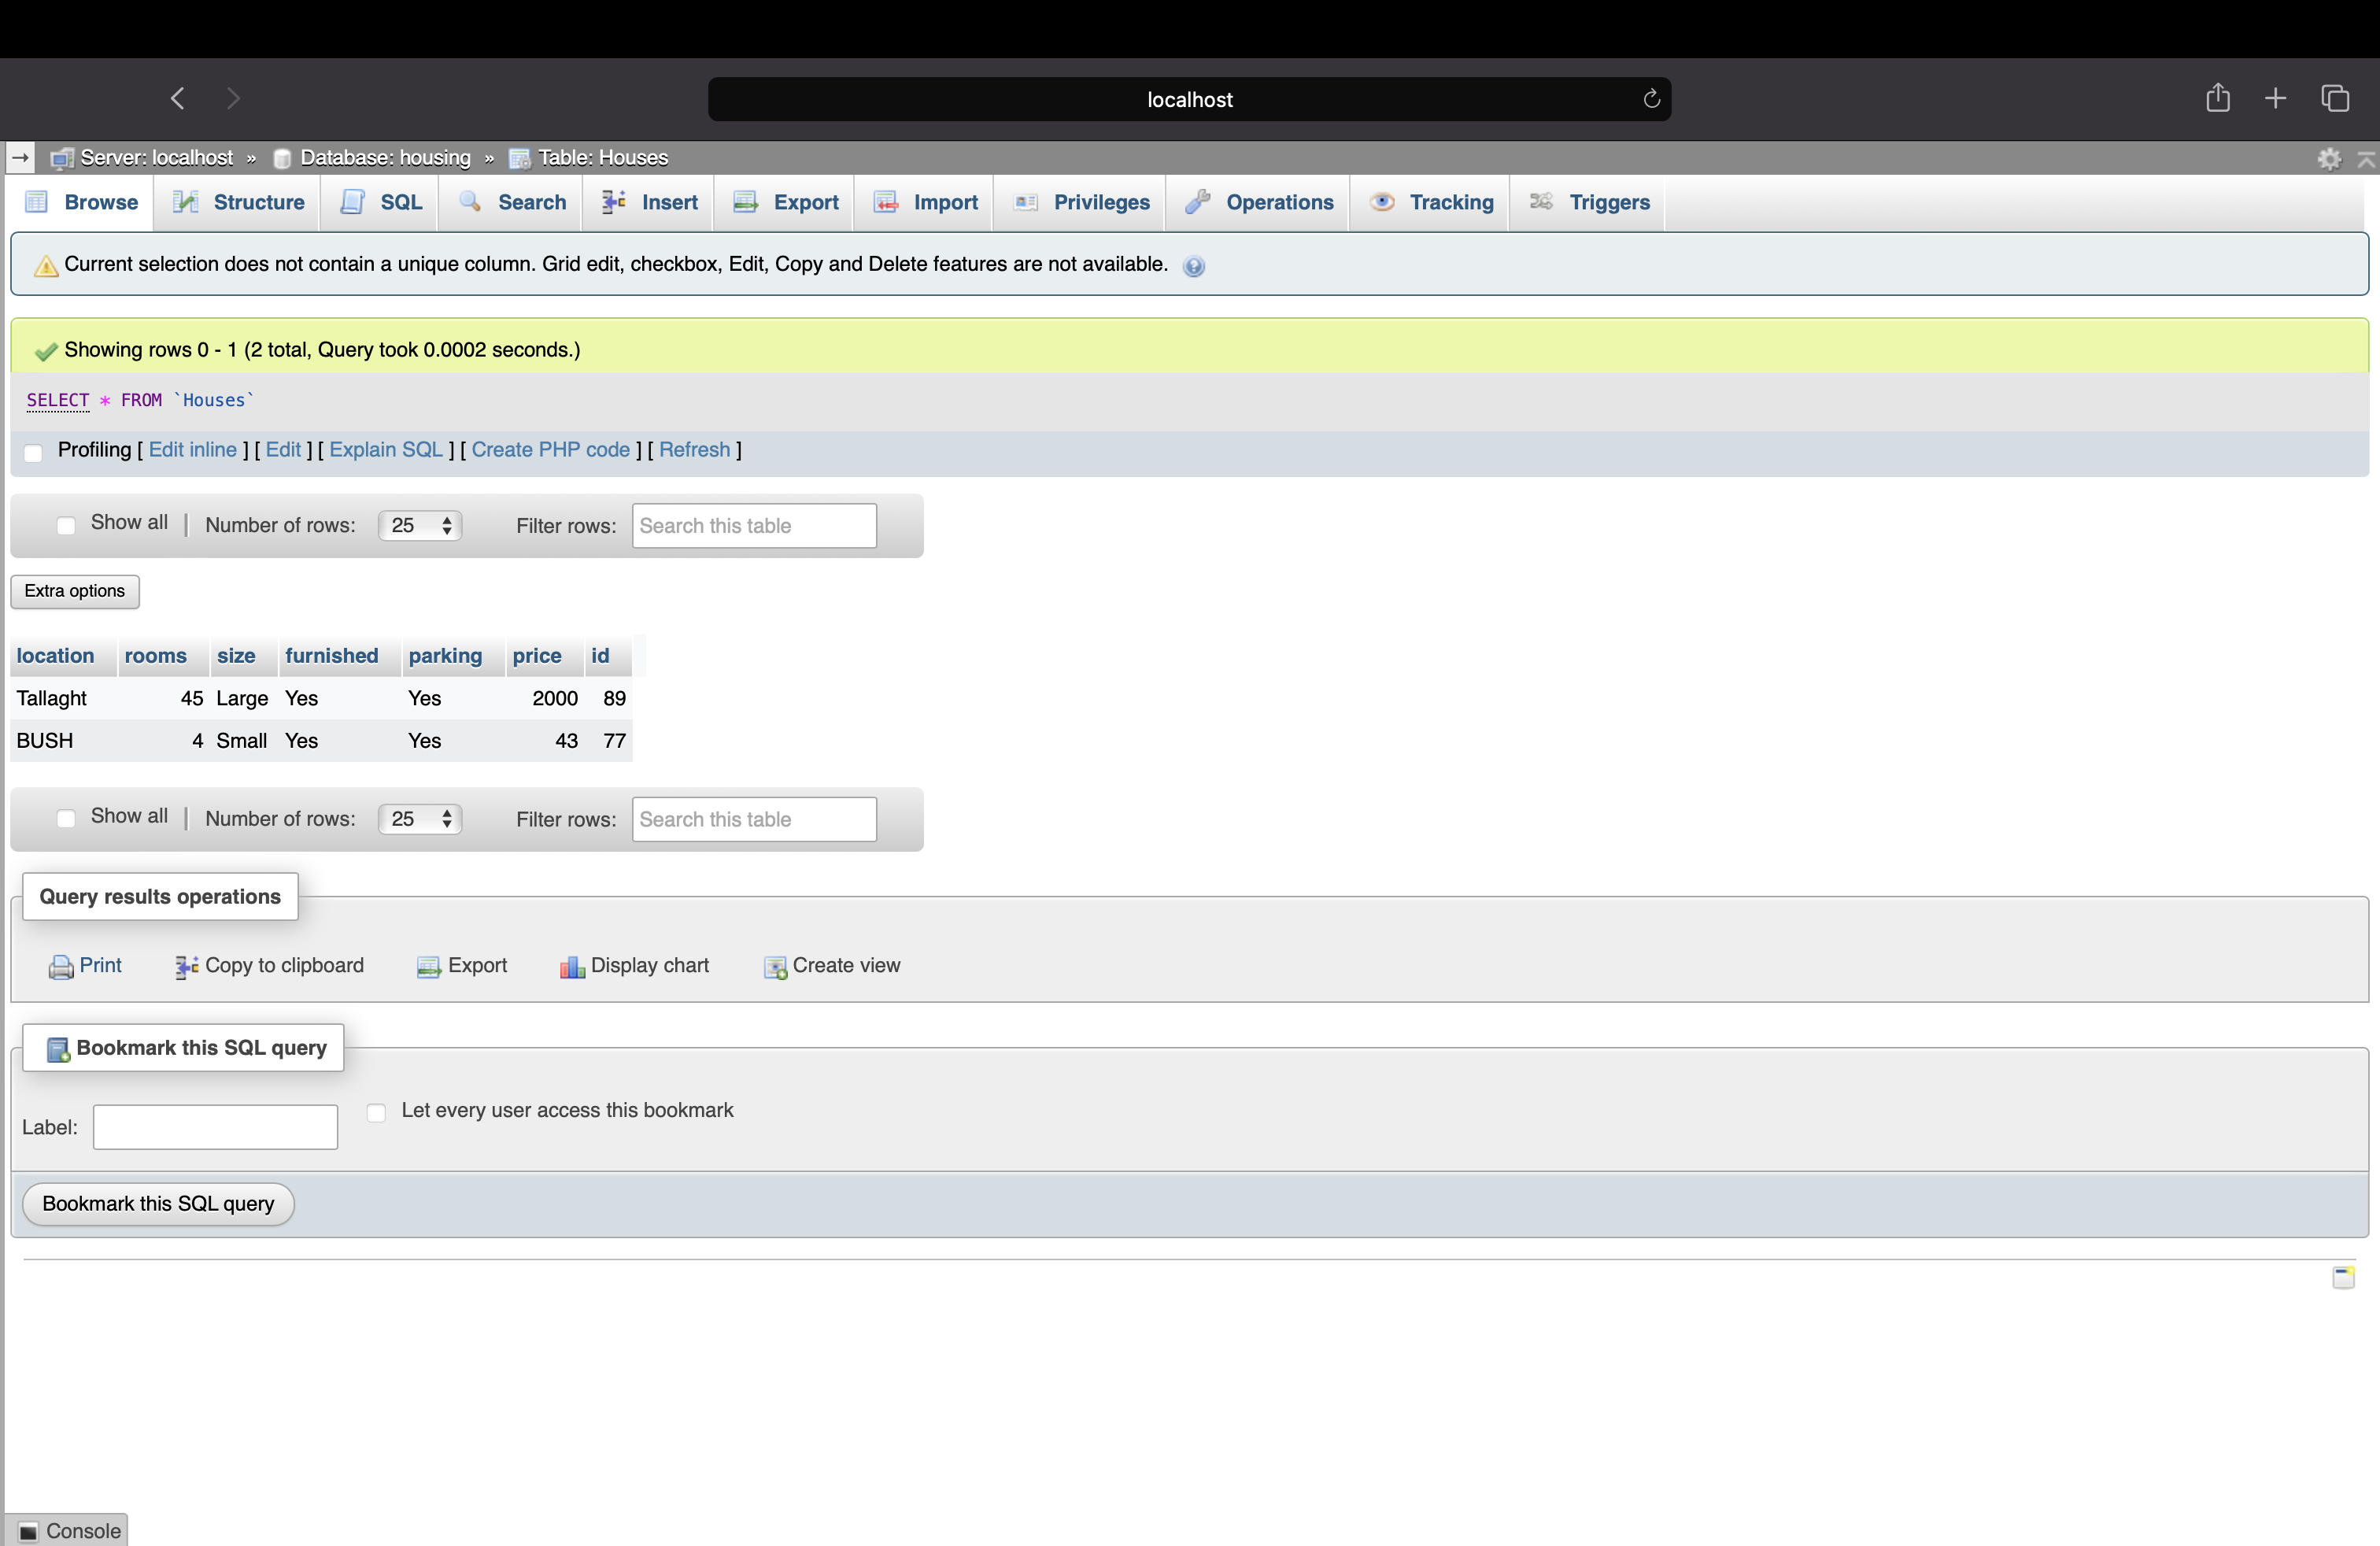 localhost
Server: localhost » Database: housing » Table: Houses
Browse Structure SQL Search Insert Export Import Privileges Operations Tracking Triggers
Current selection does not contain a unique column. Grid edit, checkbox, Edit, Copy and Delete features are not available.
Showing rows 0 - 1 (2 total, Query took 0.0002 seconds.)
SELECT * FROM `Houses`
Profiling [ Edit inline ] [ Edit ] [ Explain SQL ] [ Create PHP code ] [ Refresh ]
Show all | Number of rows: 25 Filter rows: Search this table
Extra options
location rooms size furnished parking price id
Tallaght 45 Large Yes Yes 2000 89
BUSH 4 Small Yes Yes 43 77
Show all | Number of rows: 25 Filter rows: Search this table
Query results operations
Print Copy to clipboard Export Display chart Create view
Bookmark this SQL query
Label: Let every user access this bookmark
Bookmark this SQL query
Console